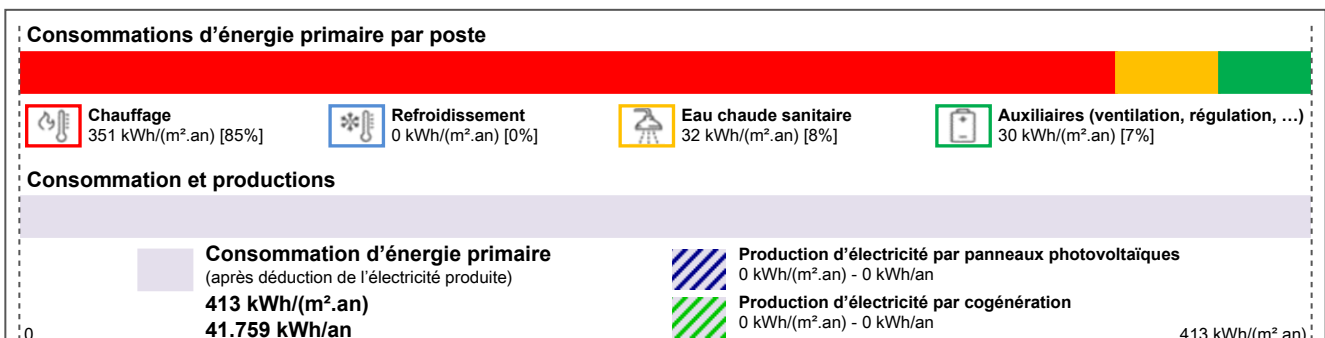 Consommations d’énergie primaire par poste
Chauffage
351 kWh/(m².an) [85%]
Refroidissement
0 kWh/(m².an) [0%]
Eau chaude sanitaire
32 kWh/(m².an) [8%]
Auxiliaires (ventilation, régulation, …)
30 kWh/(m².an) [7%]
Consommation et productions
Consommation d’énergie primaire
(après déduction de l’électricité produite)
413 kWh/(m².an)
41.759 kWh/an
Production d’électricité par panneaux photovoltaïques
0 kWh/(m².an) - 0 kWh/an
Production d’électricité par cogénération
0 kWh/(m².an) - 0 kWh/an
0
413 kWh/(m².an)